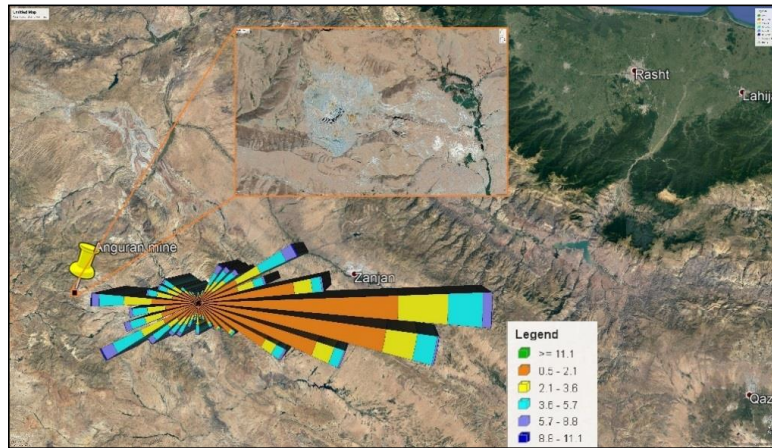 Rasht
Lahija
Anguran mine
Zanjan
Legend
>= 11.1
0.5 - 2.1
2.1 - 3.6
3.6 - 5.7
5.7 - 8.8
8.8 - 11.1
Qaz